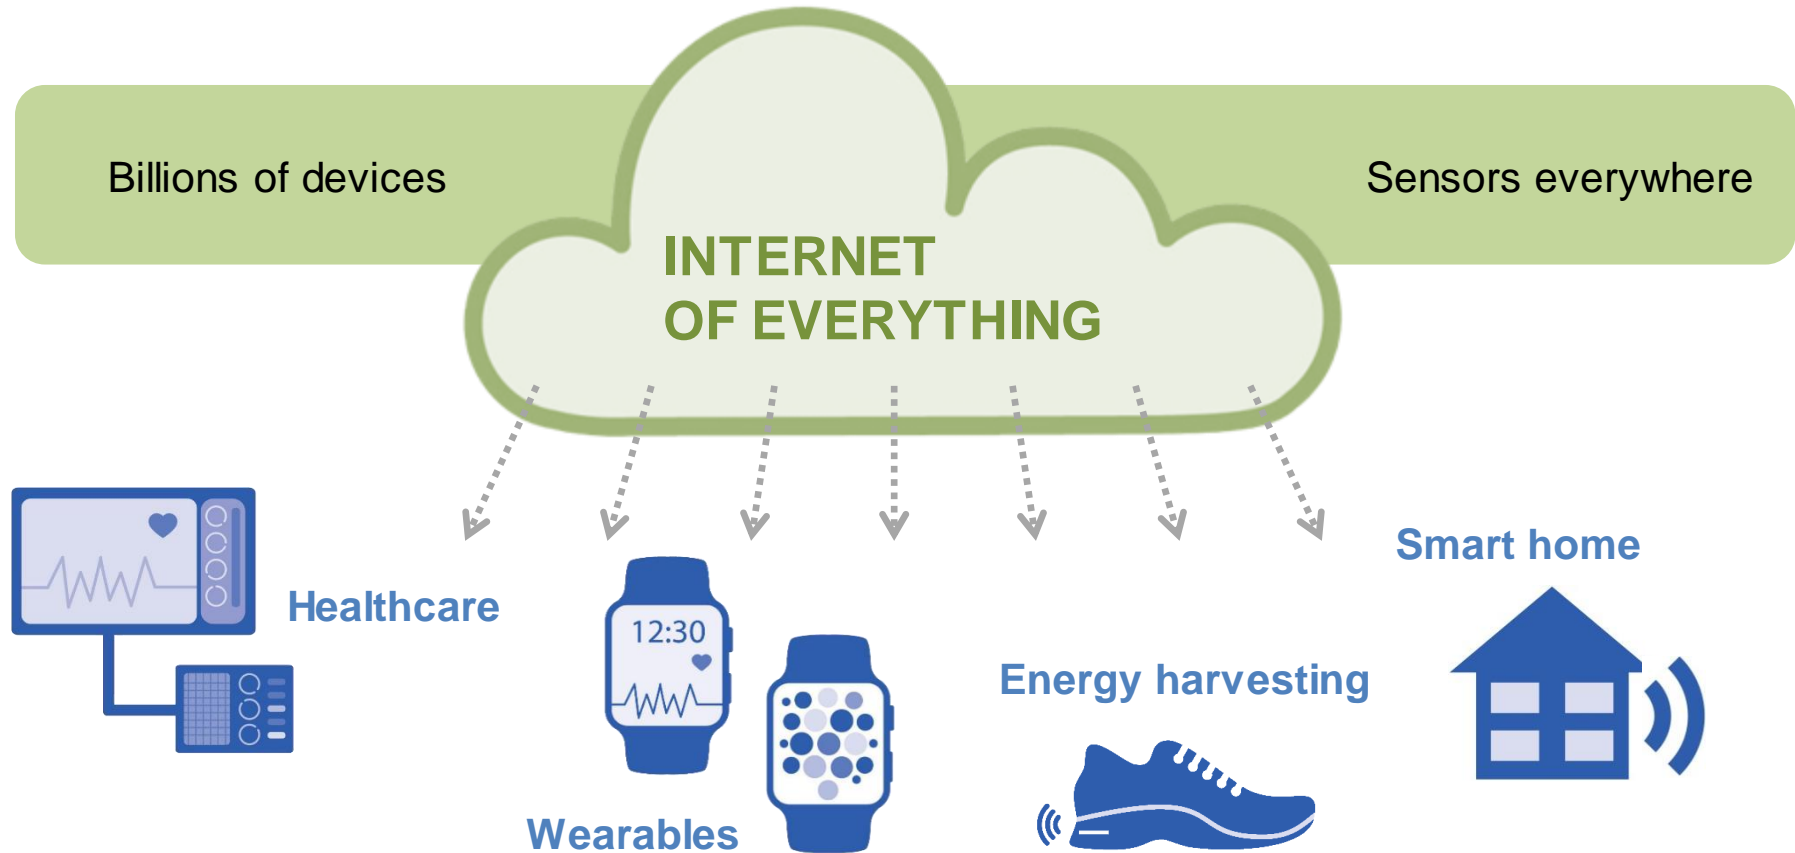 Billions of devices
Sensors everywhere
INTERNET
OF EVERYTHING
Smart home
Healthcare
12:30
Energy harvesting
Wearables